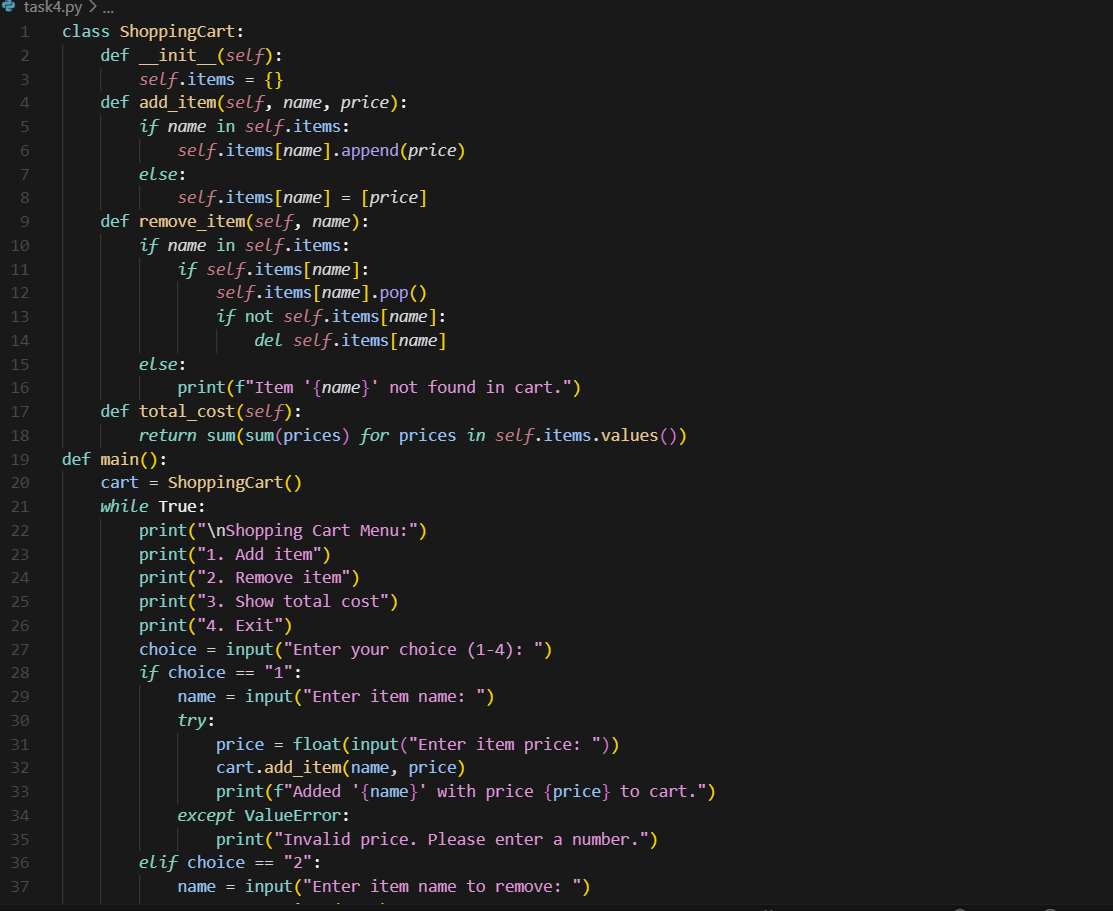 task4.py > ...
1 class ShoppingCart:
2     def __init__(self):
3         self.items = {}
4     def add_item(self, name, price):
5         if name in self.items:
6             self.items[name].append(price)
7         else:
8             self.items[name] = [price]
9     def remove_item(self, name):
10         if name in self.items:
11             if self.items[name]:
12                 self.items[name].pop()
13                 if not self.items[name]:
14                     del self.items[name]
15         else:
16             print(f"Item '{name}' not found in cart.")
17     def total_cost(self):
18         return sum(sum(prices) for prices in self.items.values())
19 def main():
20     cart = ShoppingCart()
21     while True:
22         print("\nShopping Cart Menu:")
23         print("1. Add item")
24         print("2. Remove item")
25         print("3. Show total cost")
26         print("4. Exit")
27         choice = input("Enter your choice (1-4): ")
28         if choice == "1":
29             name = input("Enter item name: ")
30             try:
31                 price = float(input("Enter item price: "))
32                 cart.add_item(name, price)
33                 print(f"Added '{name}' with price {price} to cart.")
34             except ValueError:
35                 print("Invalid price. Please enter a number.")
36         elif choice == "2":
37             name = input("Enter item name to remove: ")